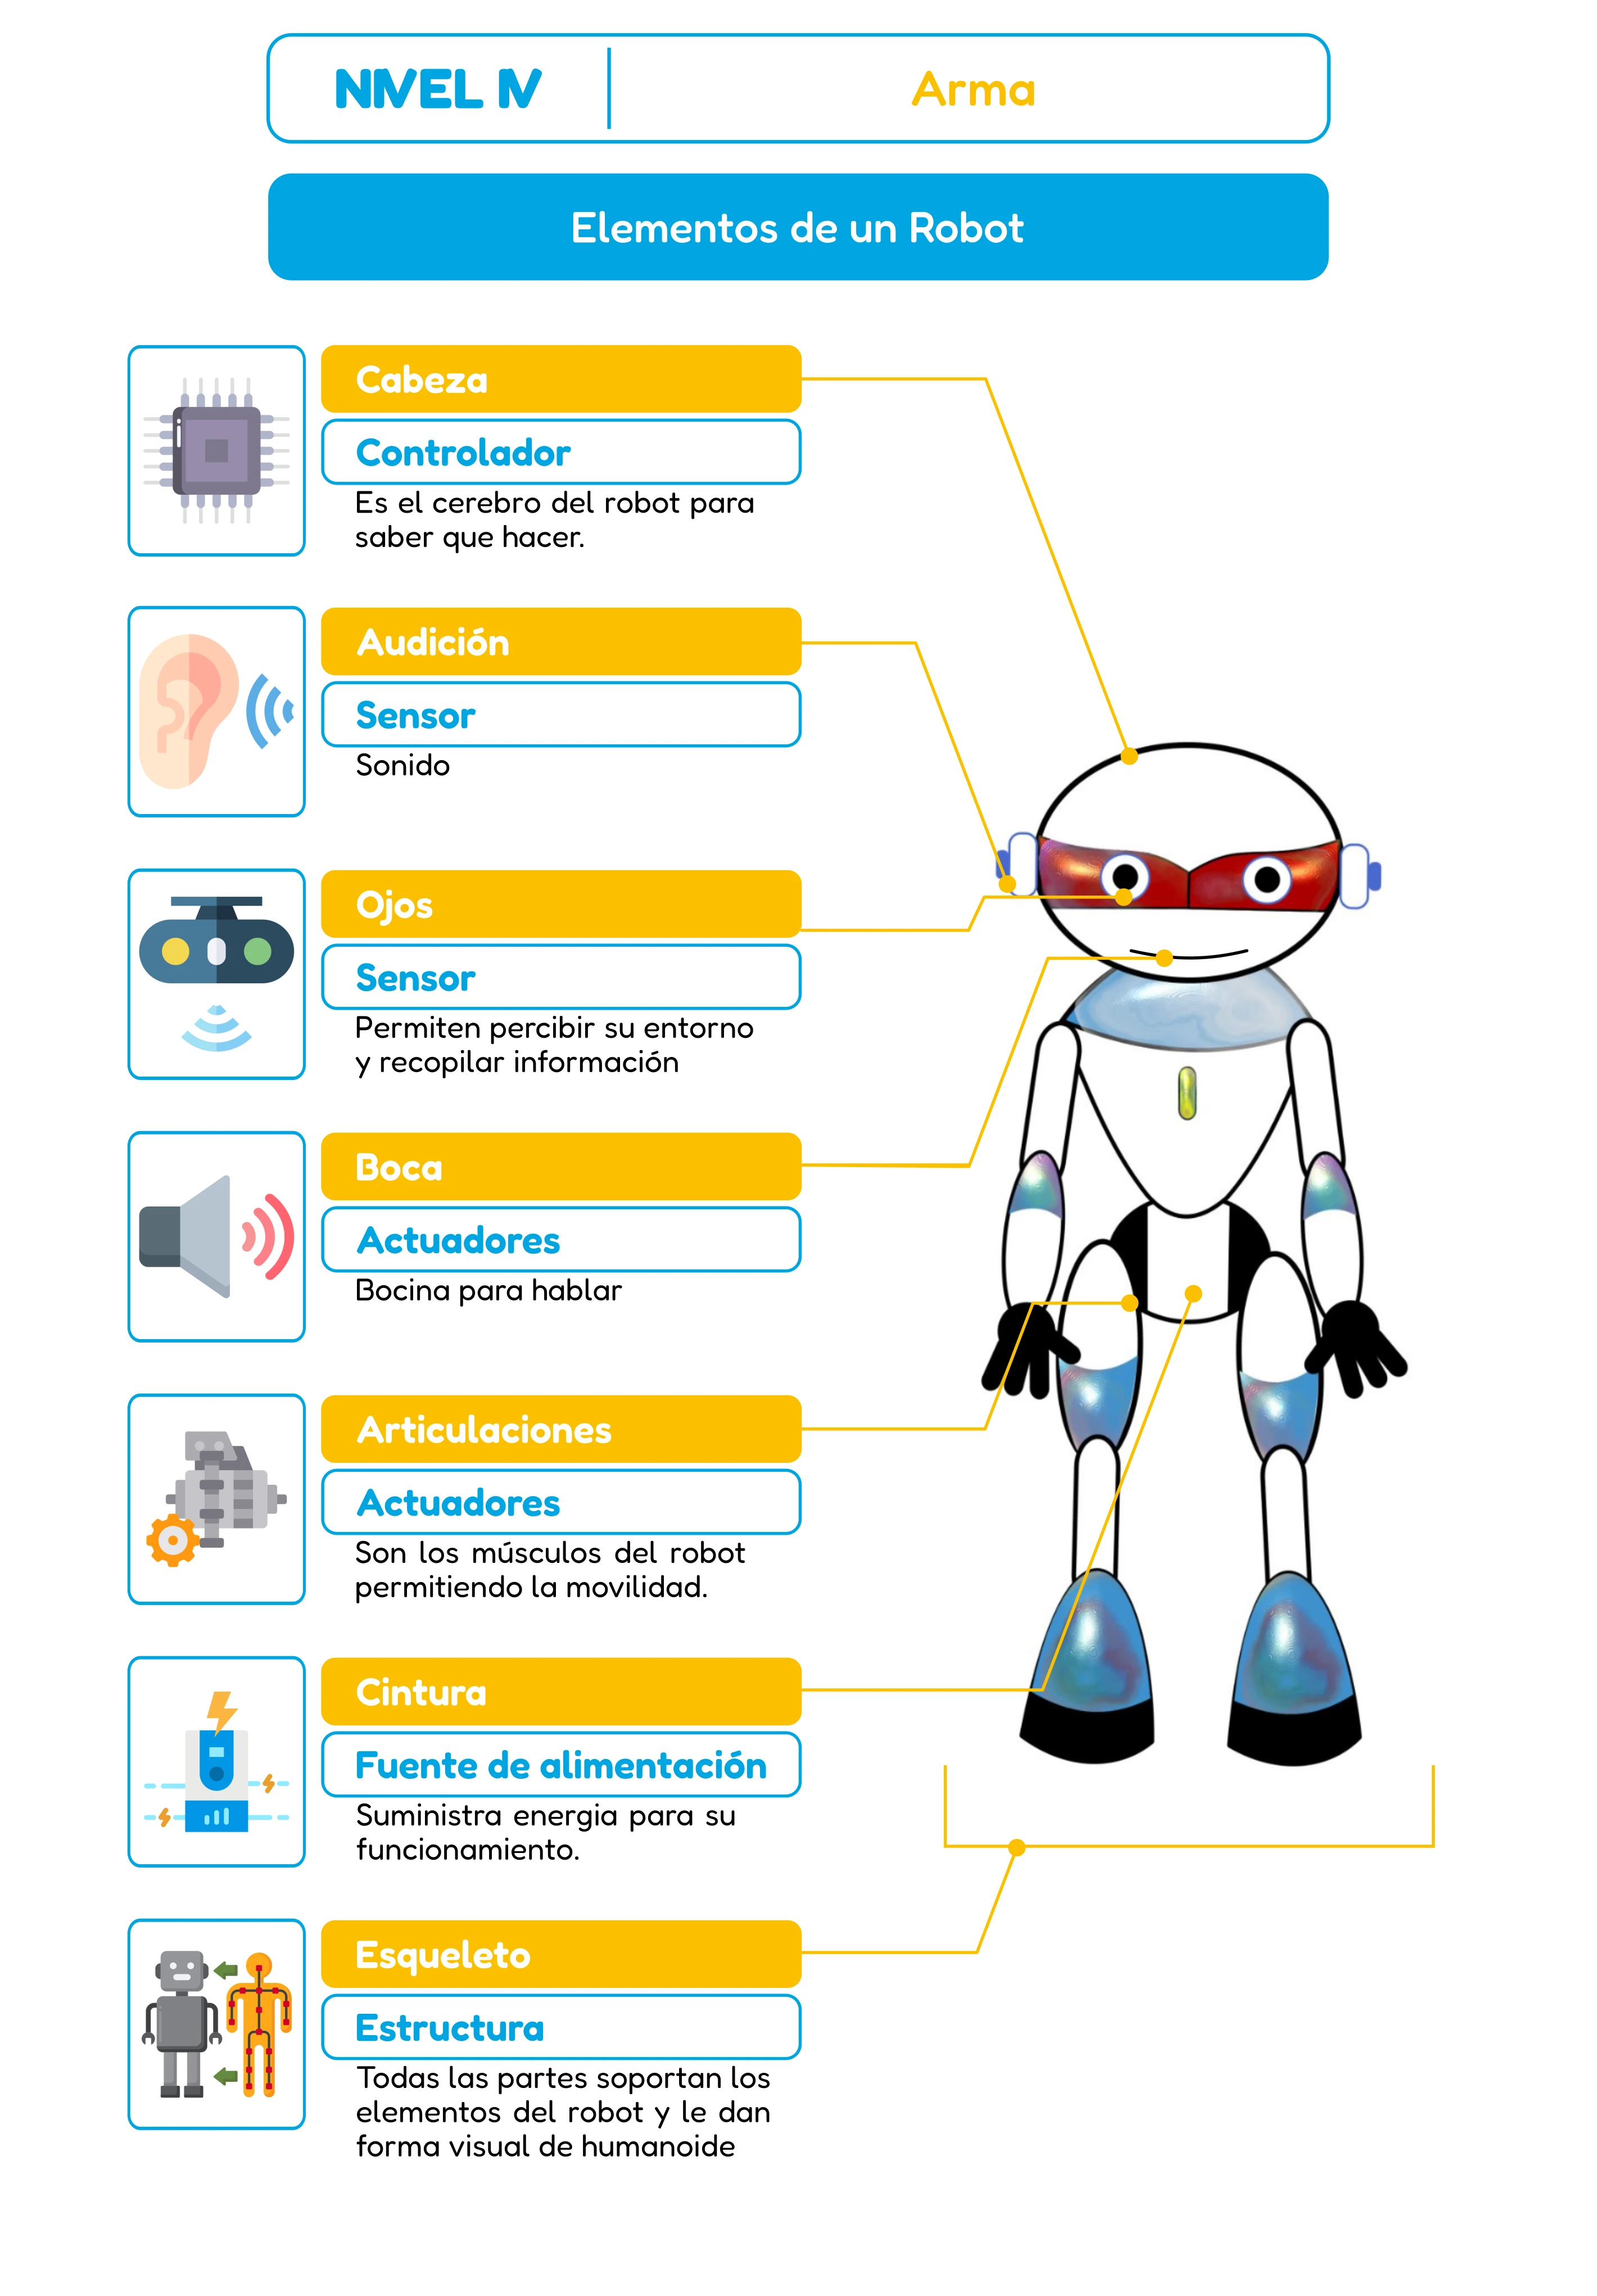 NIVEL IV
Arma
Elementos de un Robot
Cabeza
Controlador
Es el cerebro del robot para
saber que hacer.
Audición
Sensor
Sonido
Ojos
Sensor
Permiten percibir su entorno
y recopilar información
Boca
Actuadores
Bocina para hablar
Articulaciones
Actuadores
Son los músculos del robot
permitiendo la movilidad.
Cintura
Fuente de alimentación
Suministra energia para su
funcionamiento.
Esqueleto
Estructura
Todas las partes soportan los
elementos del robot y le dan
forma visual de humanoide